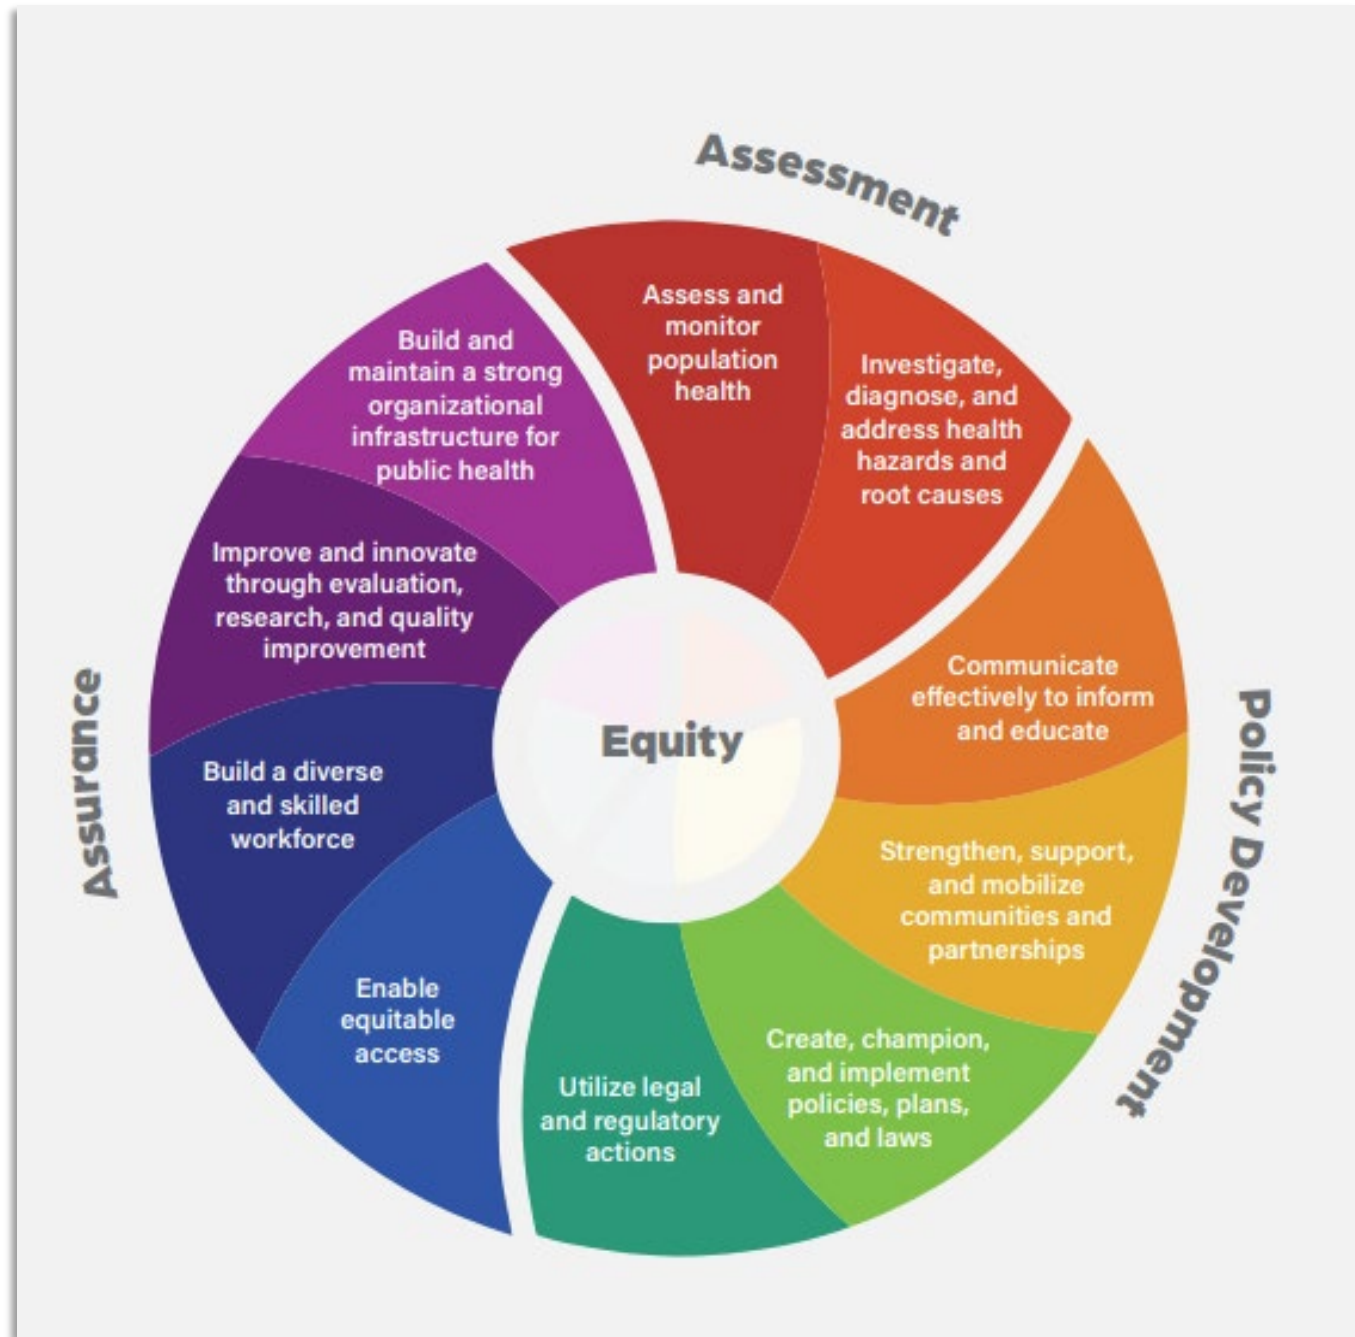 Assessment
Assess and
monitor
population
health
Investigate,
diagnose, and
address health
hazards and
root causes
Policy Development
Communicate
effectively to inform
and educate
Strengthen, support,
and mobilize
communities and
partnerships
Create, champion,
and implement
policies, plans,
and laws
Utilize legal
and regulatory
actions
Assurance
Enable
equitable
access
Build a diverse
and skilled
workforce
Improve and innovate
through evaluation,
research, and quality
improvement
Build and
maintain a strong
organizational
infrastructure for
public health
Equity